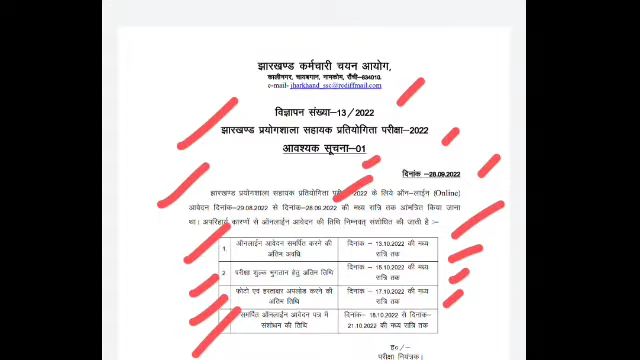 झारखण्ड कर्मचारी चयन आयोग,
कालीनगर, चायबगान, नामकोम, राँची–834010.
e-mail- jharkhand_ssc@rediffmail.com
विज्ञापन संख्या–13/2022
झारखण्ड प्रयोगशाला सहायक प्रतियोगिता परीक्षा–2022
आवश्यक सूचना–01
दिनांक –28.09.2022
झारखण्ड प्रयोगशाला सहायक प्रतियोगिता परीक्षा–2022 के लिये ऑन–लाईन (Online)
आवेदन दिनांक–29.08.2022 से दिनांक–28.09.2022 की मध्य रात्रि तक आमंत्रित किया जाना
था। अपरिहार्य कारणों से ऑनलाईन आवेदन की तिथि निम्नवत् संशोधित की जाती है :–
1. ऑनलाईन आवेदन समर्पित करने की अंतिम अवधि दिनांक – 13.10.2022 की मध्य रात्रि तक
2. परीक्षा शुल्क भुगतान हेतु अंतिम तिथि दिनांक – 15.10.2022 की मध्य रात्रि तक
फोटो एवं हस्ताक्षर अपलोड करने की अंतिम तिथि दिनांक – 17.10.2022 की मध्य रात्रि तक
समर्पित ऑनलाईन आवेदन पत्र में संशोधन की तिथि दिनांक– 18.10.2022 से दिनांक– 21.10.2022 की मध्य रात्रि तक
ह०/–
परीक्षा नियंत्रक